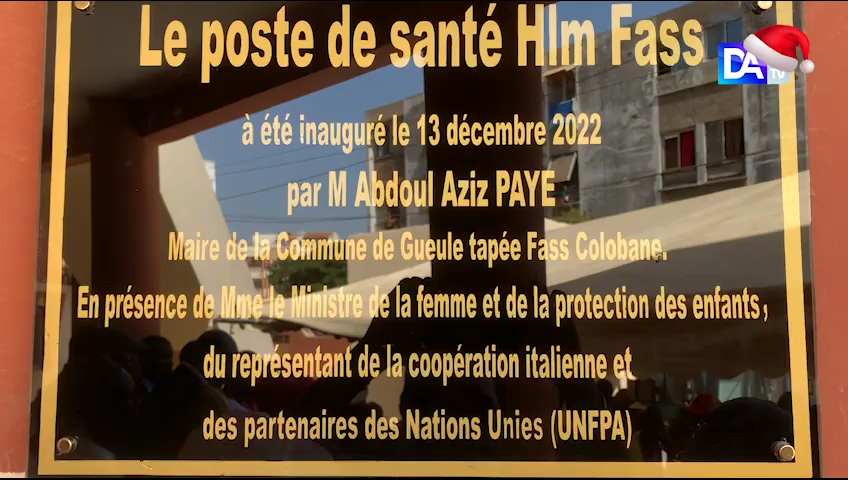 Le poste de santé Hlm Fass
DA
TV
à été inauguré le 13 décembre 2022
par M Abdoul Aziz PAYE
Maire de la Commune de Gueule tapée Fass Colobane.
En présence de Mme le Ministre de la femme et de la protection des enfants,
du représentant de la coopération italienne et
des partenaires des Nations Unies (UNFPA)